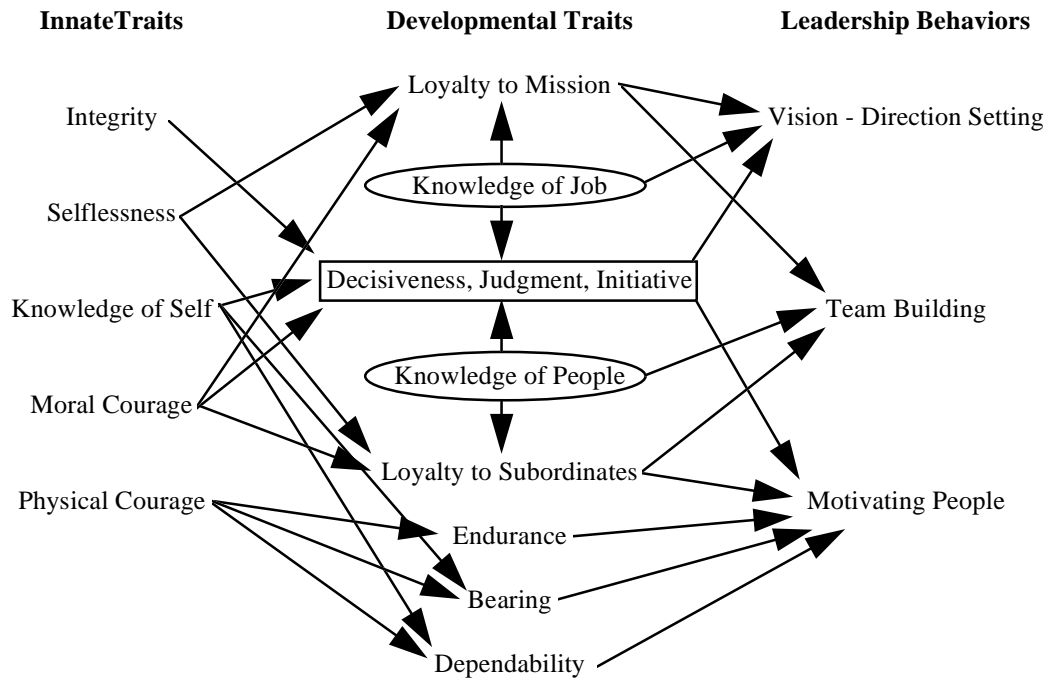 InnateTraits
Developmental Traits
Leadership Behaviors
Loyalty to Mission
Integrity
Vision - Direction Setting
Knowledge of Job
Selflessness
Decisiveness, Judgment, Initiative
Knowledge of Self
Team Building
Knowledge of People
Moral Courage
Loyalty to Subordinates
Physical Courage
Motivating People
Endurance
Bearing
Dependability